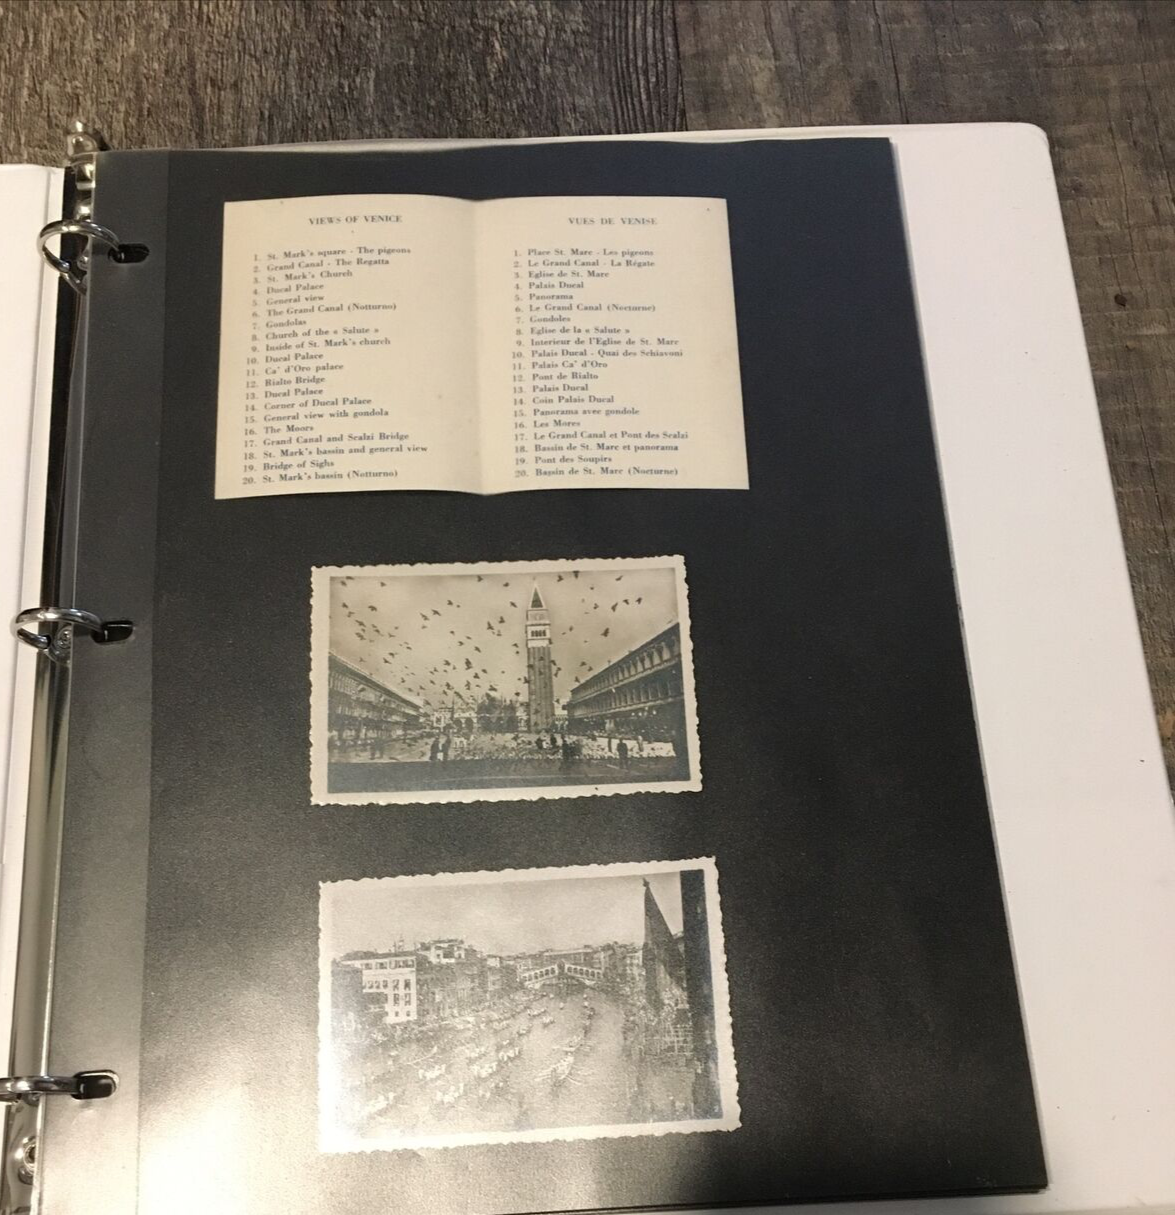 VIEWS OF VENICE
1. St. Mark's square - The pigeons
2. Grand Canal - The Regatta
3. St. Mark's Church
4. Ducal Palace
5. General view
6. The Grand Canal (Notturno)
7. Gondolas
8. Church of the « Salute »
9. Inside of St. Mark's church
10. Ducal Palace
11. Ca' d'Oro palace
12. Rialto Bridge
13. Ducal Palace
14. Corner of Ducal Palace
15. General view with gondola
16. The Moors
17. Grand Canal and Scalzi Bridge
18. St. Mark's bassin and general view
19. Bridge of Sighs
20. St. Mark's bassin (Notturno)
VUES DE VENISE
1. Place St. Marc - Les pigeons
2. Le Grand Canal - La Régate
3. Eglise de St. Marc
4. Palais Ducal
5. Panorama
6. Le Grand Canal (Nocturne)
7. Gondoles
8. Eglise de la « Salute »
9. Interieur de l'Eglise de St. Marc
10. Palais Ducal - Quai des Schiavoni
11. Palais Ca' d'Oro
12. Pont de Rialto
13. Palais Ducal
14. Coin Palais Ducal
15. Panorama avec gondole
16. Les Mores
17. Le Grand Canal et Pont des Scalzi
18. Bassin de St. Marc et panorama
19. Pont des Soupirs
20. Bassin de St. Marc (Nocturne)